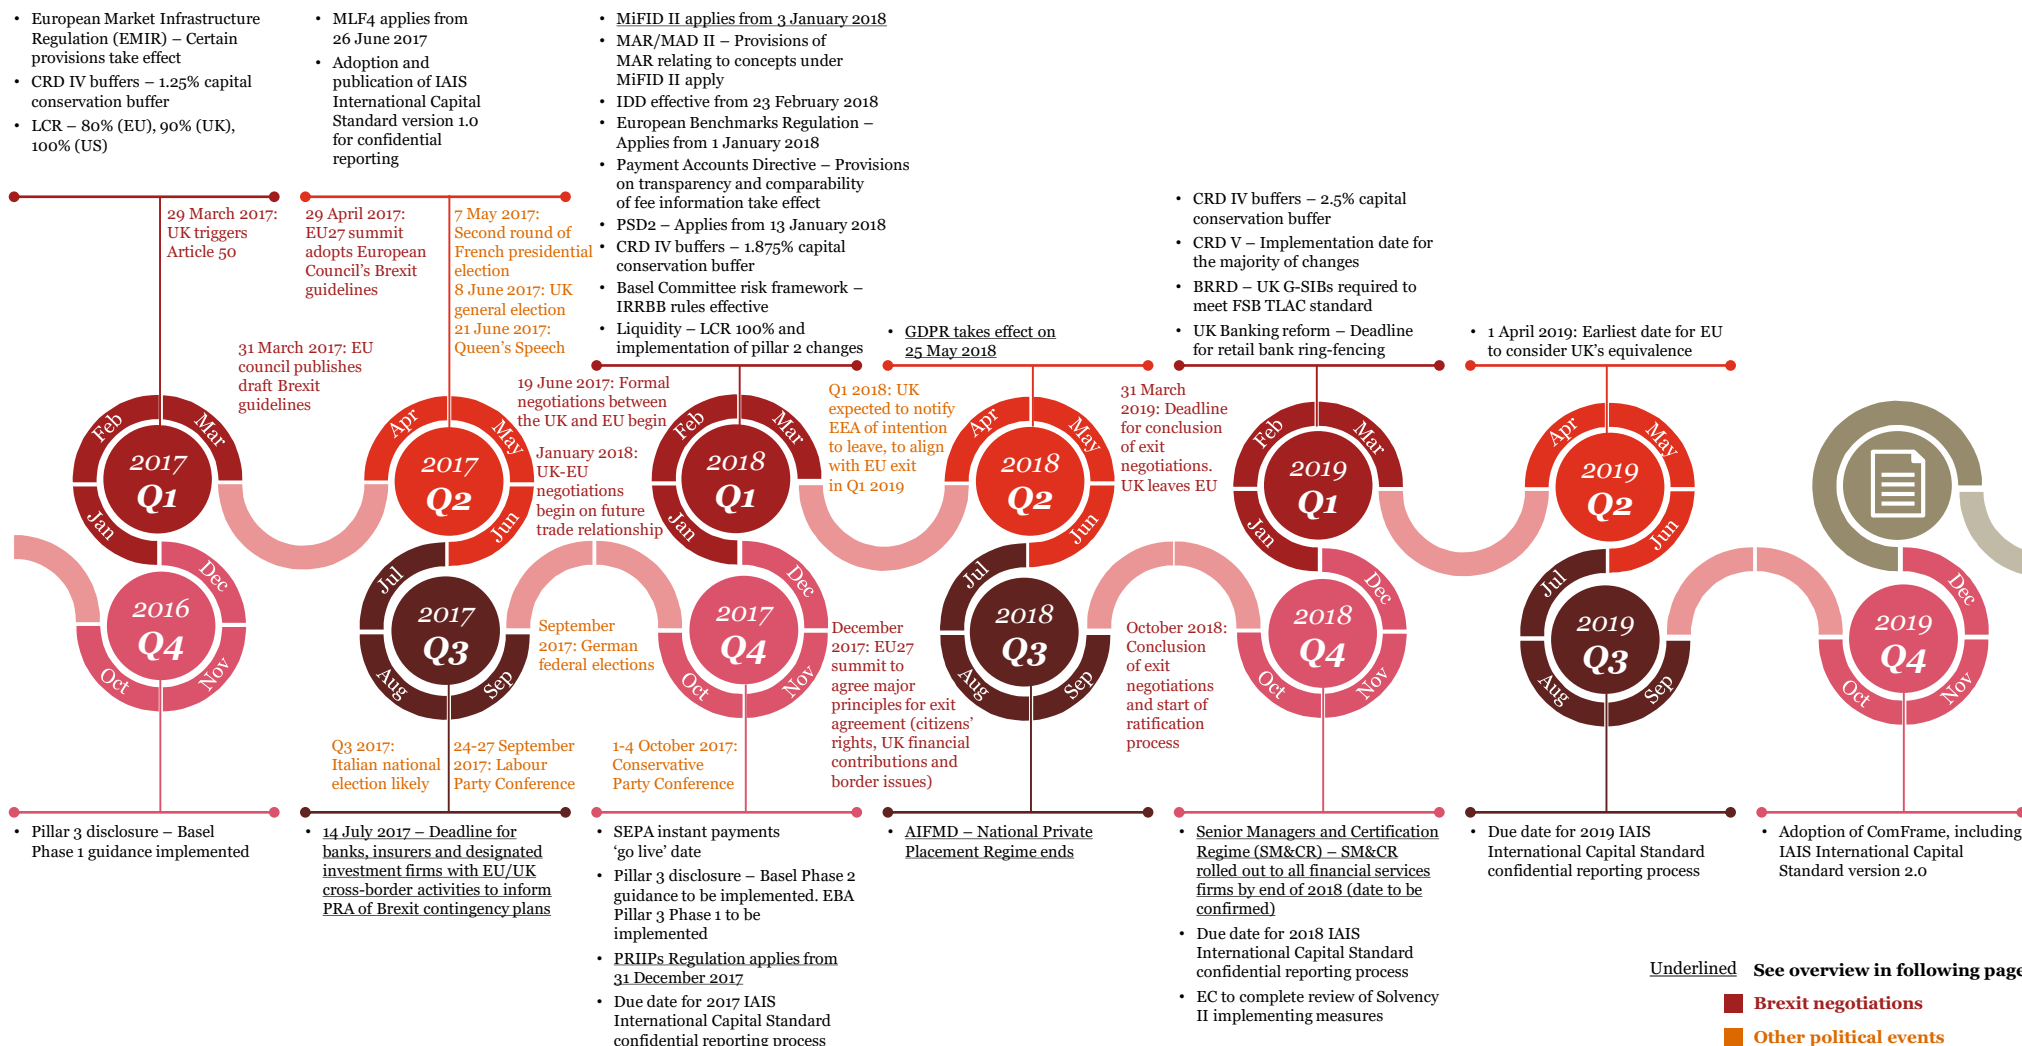 • European Market Infrastructure
Regulation (EMIR) – Certain
provisions take effect
• CRD IV buffers – 1.25% capital
conservation buffer
• LCR – 80% (EU), 90% (UK),
100% (US)
29 March 2017:
UK triggers
Article 50
31 March 2017: EU
council publishes
draft Brexit
guidelines
Feb
Mar
Jan
2017
Q1
• MLF4 applies from
26 June 2017
• Adoption and
publication of IAIS
International Capital
Standard version 1.0
for confidential
reporting
29 April 2017:
EU27 summit
adopts European
Council's Brexit
guidelines
7 May 2017:
Second round of
French presidential
election
8 June 2017: UK
general election
21 June 2017:
Queen's Speech
19 June 2017: Formal
negotiations between
the UK and EU begin
Apr
May
Jun
2017
Q2
January 2018:
UK-EU
negotiations
begin on future
trade relationship
• MiFID II applies from 3 January 2018
• MAR/MAD II – Provisions of
MAR relating to concepts under
MiFID II apply
• IDD effective from 23 February 2018
• European Benchmarks Regulation –
Applies from 1 January 2018
• Payment Accounts Directive – Provisions
on transparency and comparability
of fee information take effect
• PSD2 – Applies from 13 January 2018
• CRD IV buffers – 1.875% capital
conservation buffer
• Basel Committee risk framework –
IRRBB rules effective
• Liquidity – LCR 100% and
implementation of pillar 2 changes
Feb
Mar
Jan
2018
Q1
Q1 2018: UK
expected to notify
EEA of intention
to leave, to align
with EU exit
in Q1 2019
• GDPR takes effect on
25 May 2018
Apr
May
Jun
2018
Q2
31 March
2019: Deadline
for conclusion
of exit
negotiations.
UK leaves EU
• CRD IV buffers – 2.5% capital
conservation buffer
• CRD V – Implementation date for
the majority of changes
• BRRD – UK G-SIBs required to
meet FSB TLAC standard
• UK Banking reform – Deadline
for retail bank ring-fencing
Feb
Mar
Jan
2019
Q1
• 1 April 2019: Earliest date for EU
to consider UK's equivalence
Apr
May
Jun
2019
Q2
2016
Q4
Dec
Nov
Oct
• Pillar 3 disclosure – Basel
Phase 1 guidance implemented
Jul
Aug
Sep
2017
Q3
September
2017: German
federal elections
Q3 2017:
Italian national
election likely
24-27 September
2017: Labour
Party Conference
• 14 July 2017 – Deadline for
banks, insurers and designated
investment firms with EU/UK
cross-border activities to inform
PRA of Brexit contingency plans
2017
Q4
Dec
Nov
Oct
1-4 October 2017:
Conservative
Party Conference
December
2017: EU27
summit to
agree major
principles for exit
agreement (citizens'
rights, UK financial
contributions and
border issues)
• SEPA instant payments
'go live' date
• Pillar 3 disclosure – Basel Phase 2
guidance to be implemented. EBA
Pillar 3 Phase 1 to be
implemented
• PRIIPs Regulation applies from
31 December 2017
• Due date for 2017 IAIS
International Capital Standard
confidential reporting process
Jul
Aug
Sep
2018
Q3
• AIFMD – National Private
Placement Regime ends
October 2018:
Conclusion
of exit
negotiations
and start of
ratification
process
2018
Q4
Dec
Nov
Oct
• Senior Managers and Certification
Regime (SM&CR) – SM&CR
rolled out to all financial services
firms by end of 2018 (date to be
confirmed)
• Due date for 2018 IAIS
International Capital Standard
confidential reporting process
• EC to complete review of Solvency
II implementing measures
Jul
Aug
Sep
2019
Q3
• Due date for 2019 IAIS
International Capital Standard
confidential reporting process
2019
Q4
Dec
Nov
Oct
• Adoption of ComFrame, including
IAIS International Capital
Standard version 2.0
Underlined See overview in following page
Brexit negotiations
Other political events